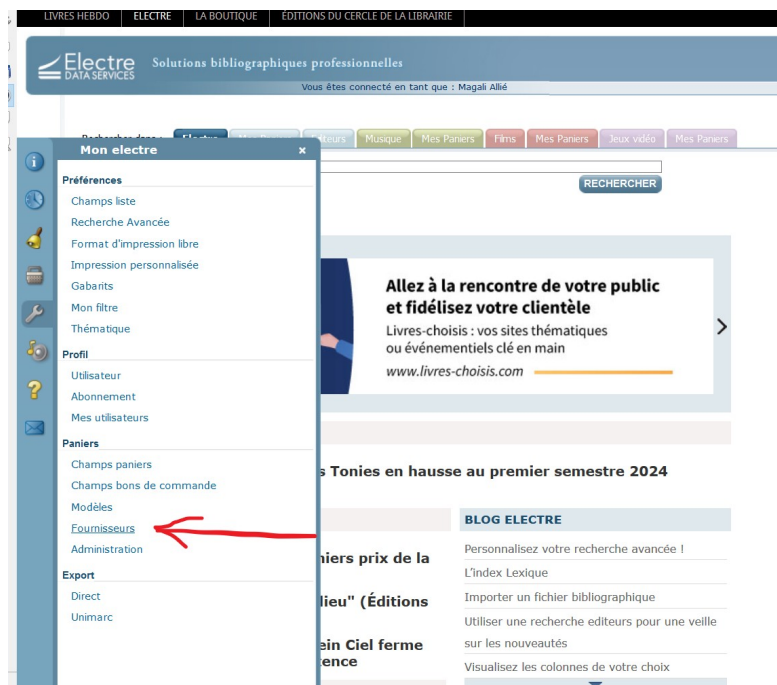 LIVRES HEBDO ELECTRE LA BOUTIQUE ÉDITIONS DU CERCLE DE LA LIBRAIRIE
Electre
DATA SERVICES
Solutions bibliographiques professionnelles
Vous êtes connecté en tant que : Magali Allié
Musique Mes Paniers Films Mes Paniers Jeux vidéo Mes Paniers
RECHERCHER
Mon electre x
Préférences
Champs liste
Recherche Avancée
Format d'impression libre
Impression personnalisée
Gabarits
Mon filtre
Thématique
Profil
Utilisateur
Abonnement
Mes utilisateurs
Paniers
Champs paniers
Champs bons de commande
Modèles
Fournisseurs
Administration
Export
Direct
Unimarc
Allez à la rencontre de votre public
et fidélisez votre clientèle
Livres-choisis : vos sites thématiques
ou événementiels clé en main
www.livres-choisis.com
s Tonies en hausse au premier semestre 2024
niers prix de la
lieu" (Éditions
ein Ciel ferme
tence
BLOG ELECTRE
Personnalisez votre recherche avancée !
L'index Lexique
Importer un fichier bibliographique
Utiliser une recherche editeurs pour une veille
sur les nouveautés
Visualisez les colonnes de votre choix